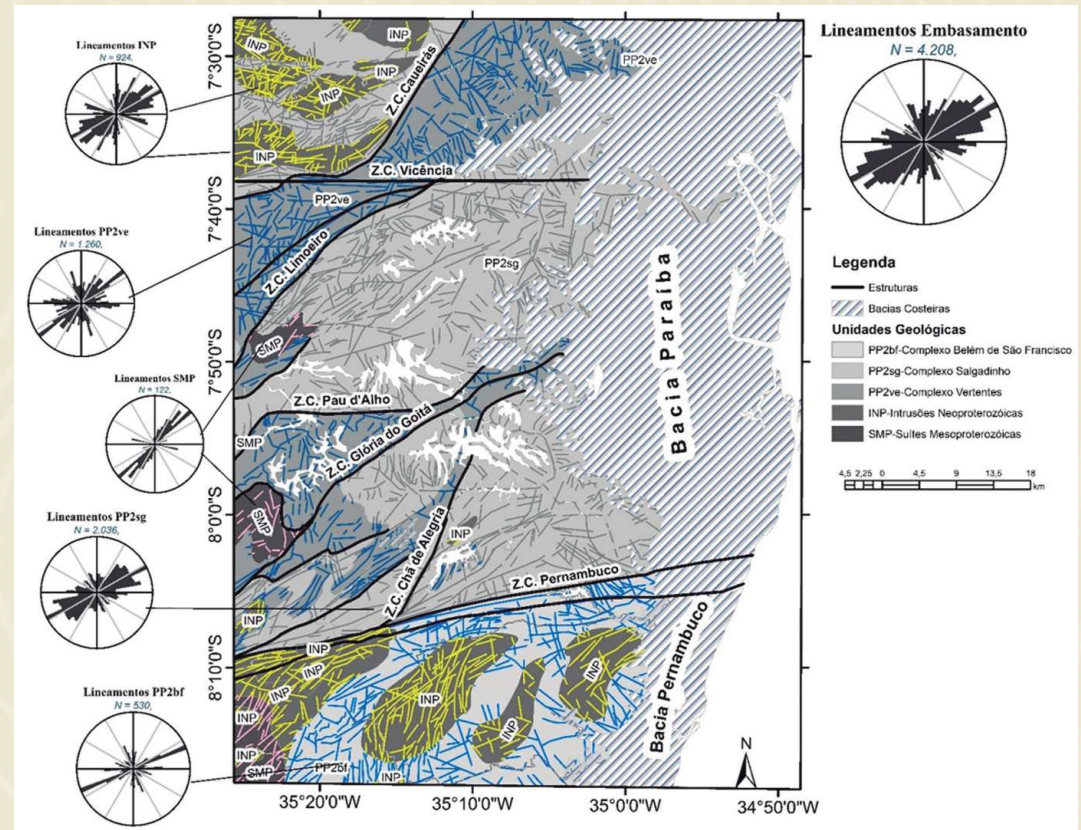 Lineamentos INP
N = 924,
Lineamentos PP2ve
N = 1.260,
Lineamentos SMP
N = 122,
Lineamentos PP2sg
N = 2.036,
Lineamentos PP2bf
N = 530,
7°30'0"S
7°40'0"S
7°50'0"S
8°0'0"S
8°10'0"S
INP
INP
INP
INP
INP
Z.C. Caueirás
PP2ve
Z.C. Vicência
PP2ve
Z.C. Limoeiro
PP2sg
SMP
Z.C. Pau d'Alho
SMP
Z.C. Glória do Goitá
SMP
INP
Z.C. Chã de Alegria
Z.C. Pernambuco
INP
INP
INP
INP
INP
INP
INP
INP
INP
INP
SMP
PP2bf
INP
Bacia Paraíba
Bacia Pernambuco
N
35°20'0"W
35°10'0"W
35°0'0"W
34°50'0"W
Lineamentos Embasamento
N = 4.208,
Legenda
Estruturas
Bacias Costeiras
Unidades Geológicas
PP2bf-Complexo Belém de São Francisco
PP2sg-Complexo Salgadinho
PP2ve-Complexo Vertentes
INP-Intrusões Neoproterozóicas
SMP-Suítes Mesoproterozóicas
4,5 2,25 0 4,5 9 13,5 18
km